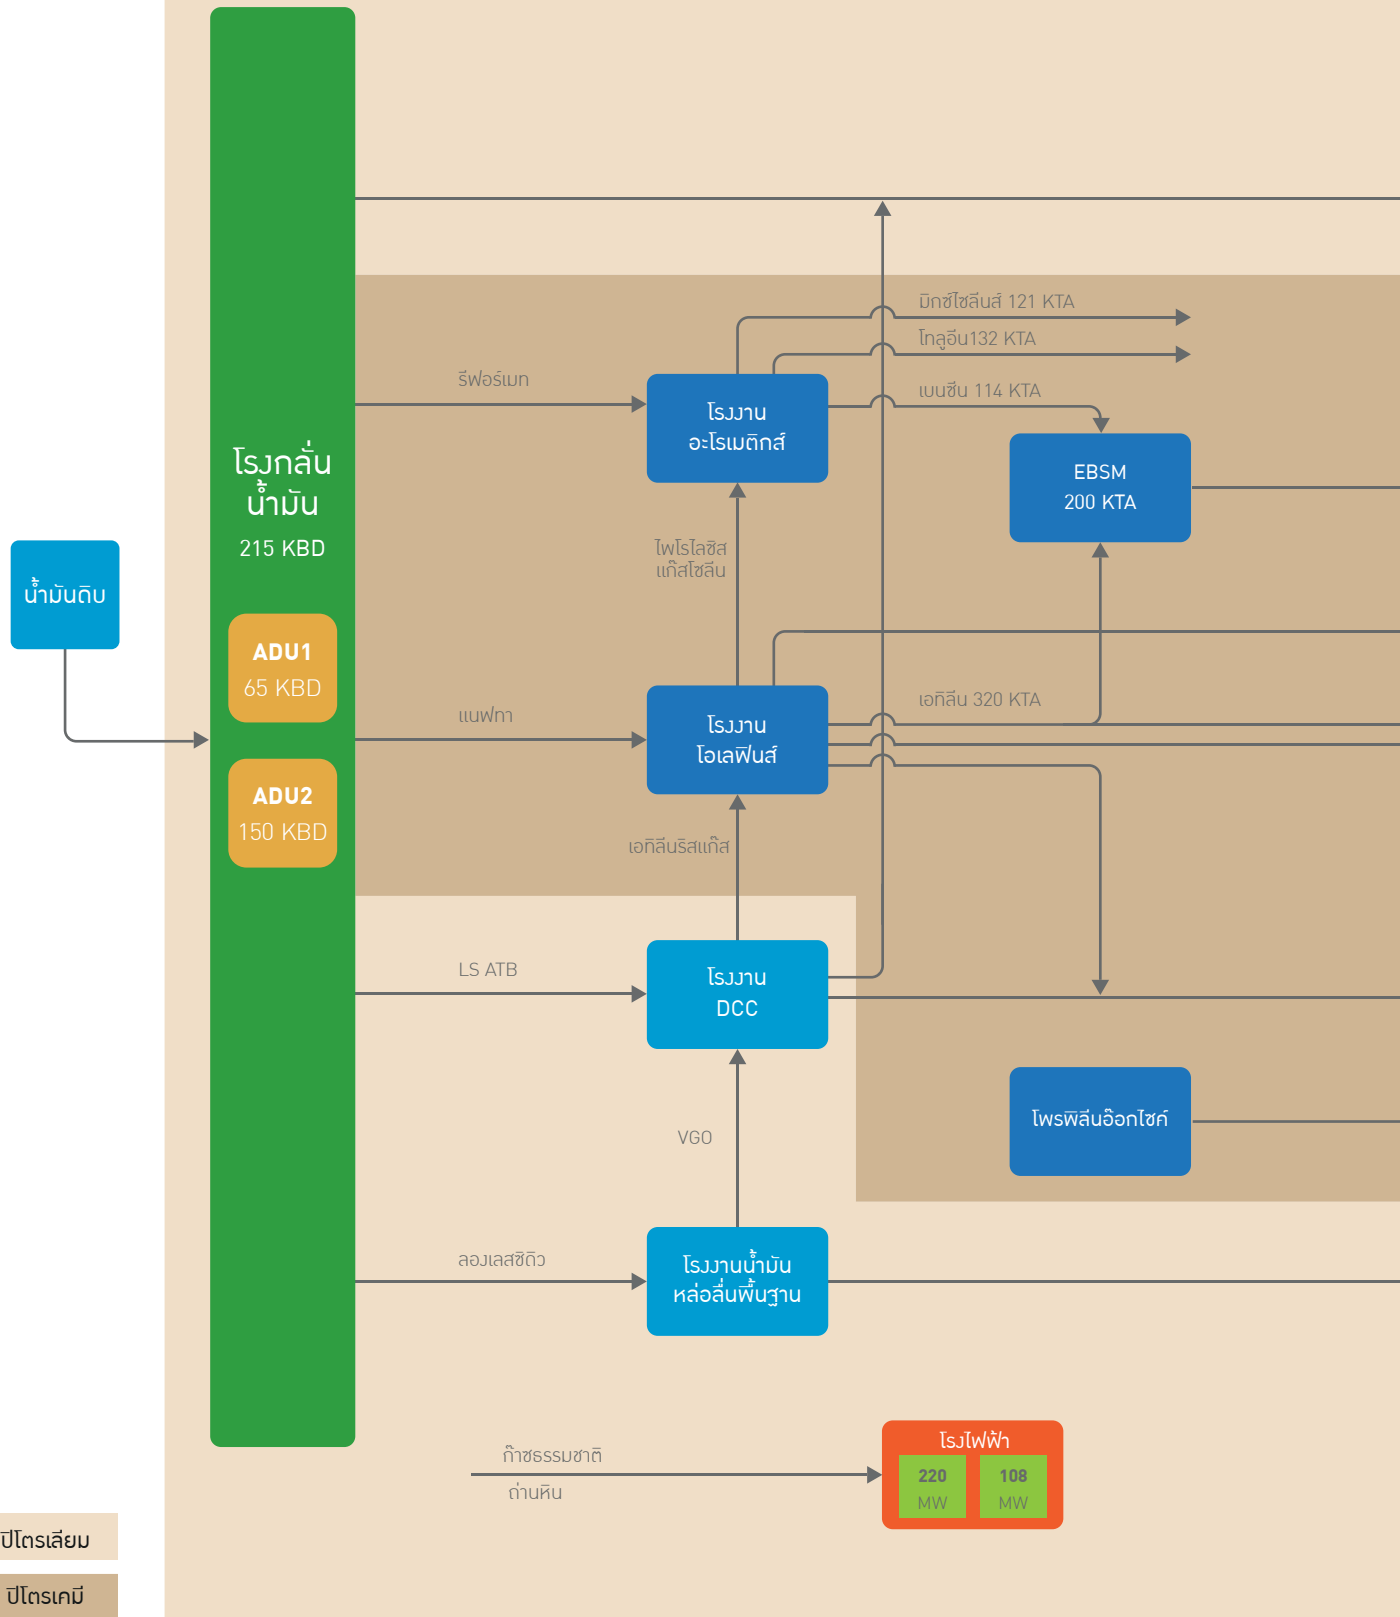 มิกซ์ไซลีนส์ 121 KTA
โทลูอีน132 KTA
รีฟอร์เมท
เบนซีน 114 KTA
โรงงาน
อะโรเมติกส์
โรงกลั่น
น้ำมัน
215 KBD
EBSM
200 KTA
ไพโรไลซิส
แก๊สโซลีน
น้ำมันดิบ
ADU1
65 KBD
แนฟทา
เอทิลีน 320 KTA
โรงงาน
โอเลฟินส์
ADU2
150 KBD
เอทิลีนริสแก๊ส
LS ATB
โรงงาน
DCC
VGO
โพรพิลีนอ๊อกไซค์
ลองเลสซิดิว
โรงงานน้ำมัน
หล่อลื่นพื้นฐาน
ก๊าซธรรมชาติ
ถ่านหิน
โรงไฟฟ้า
220
MW
108
MW
ปิโตรเลียม
ปิโตรเคมี